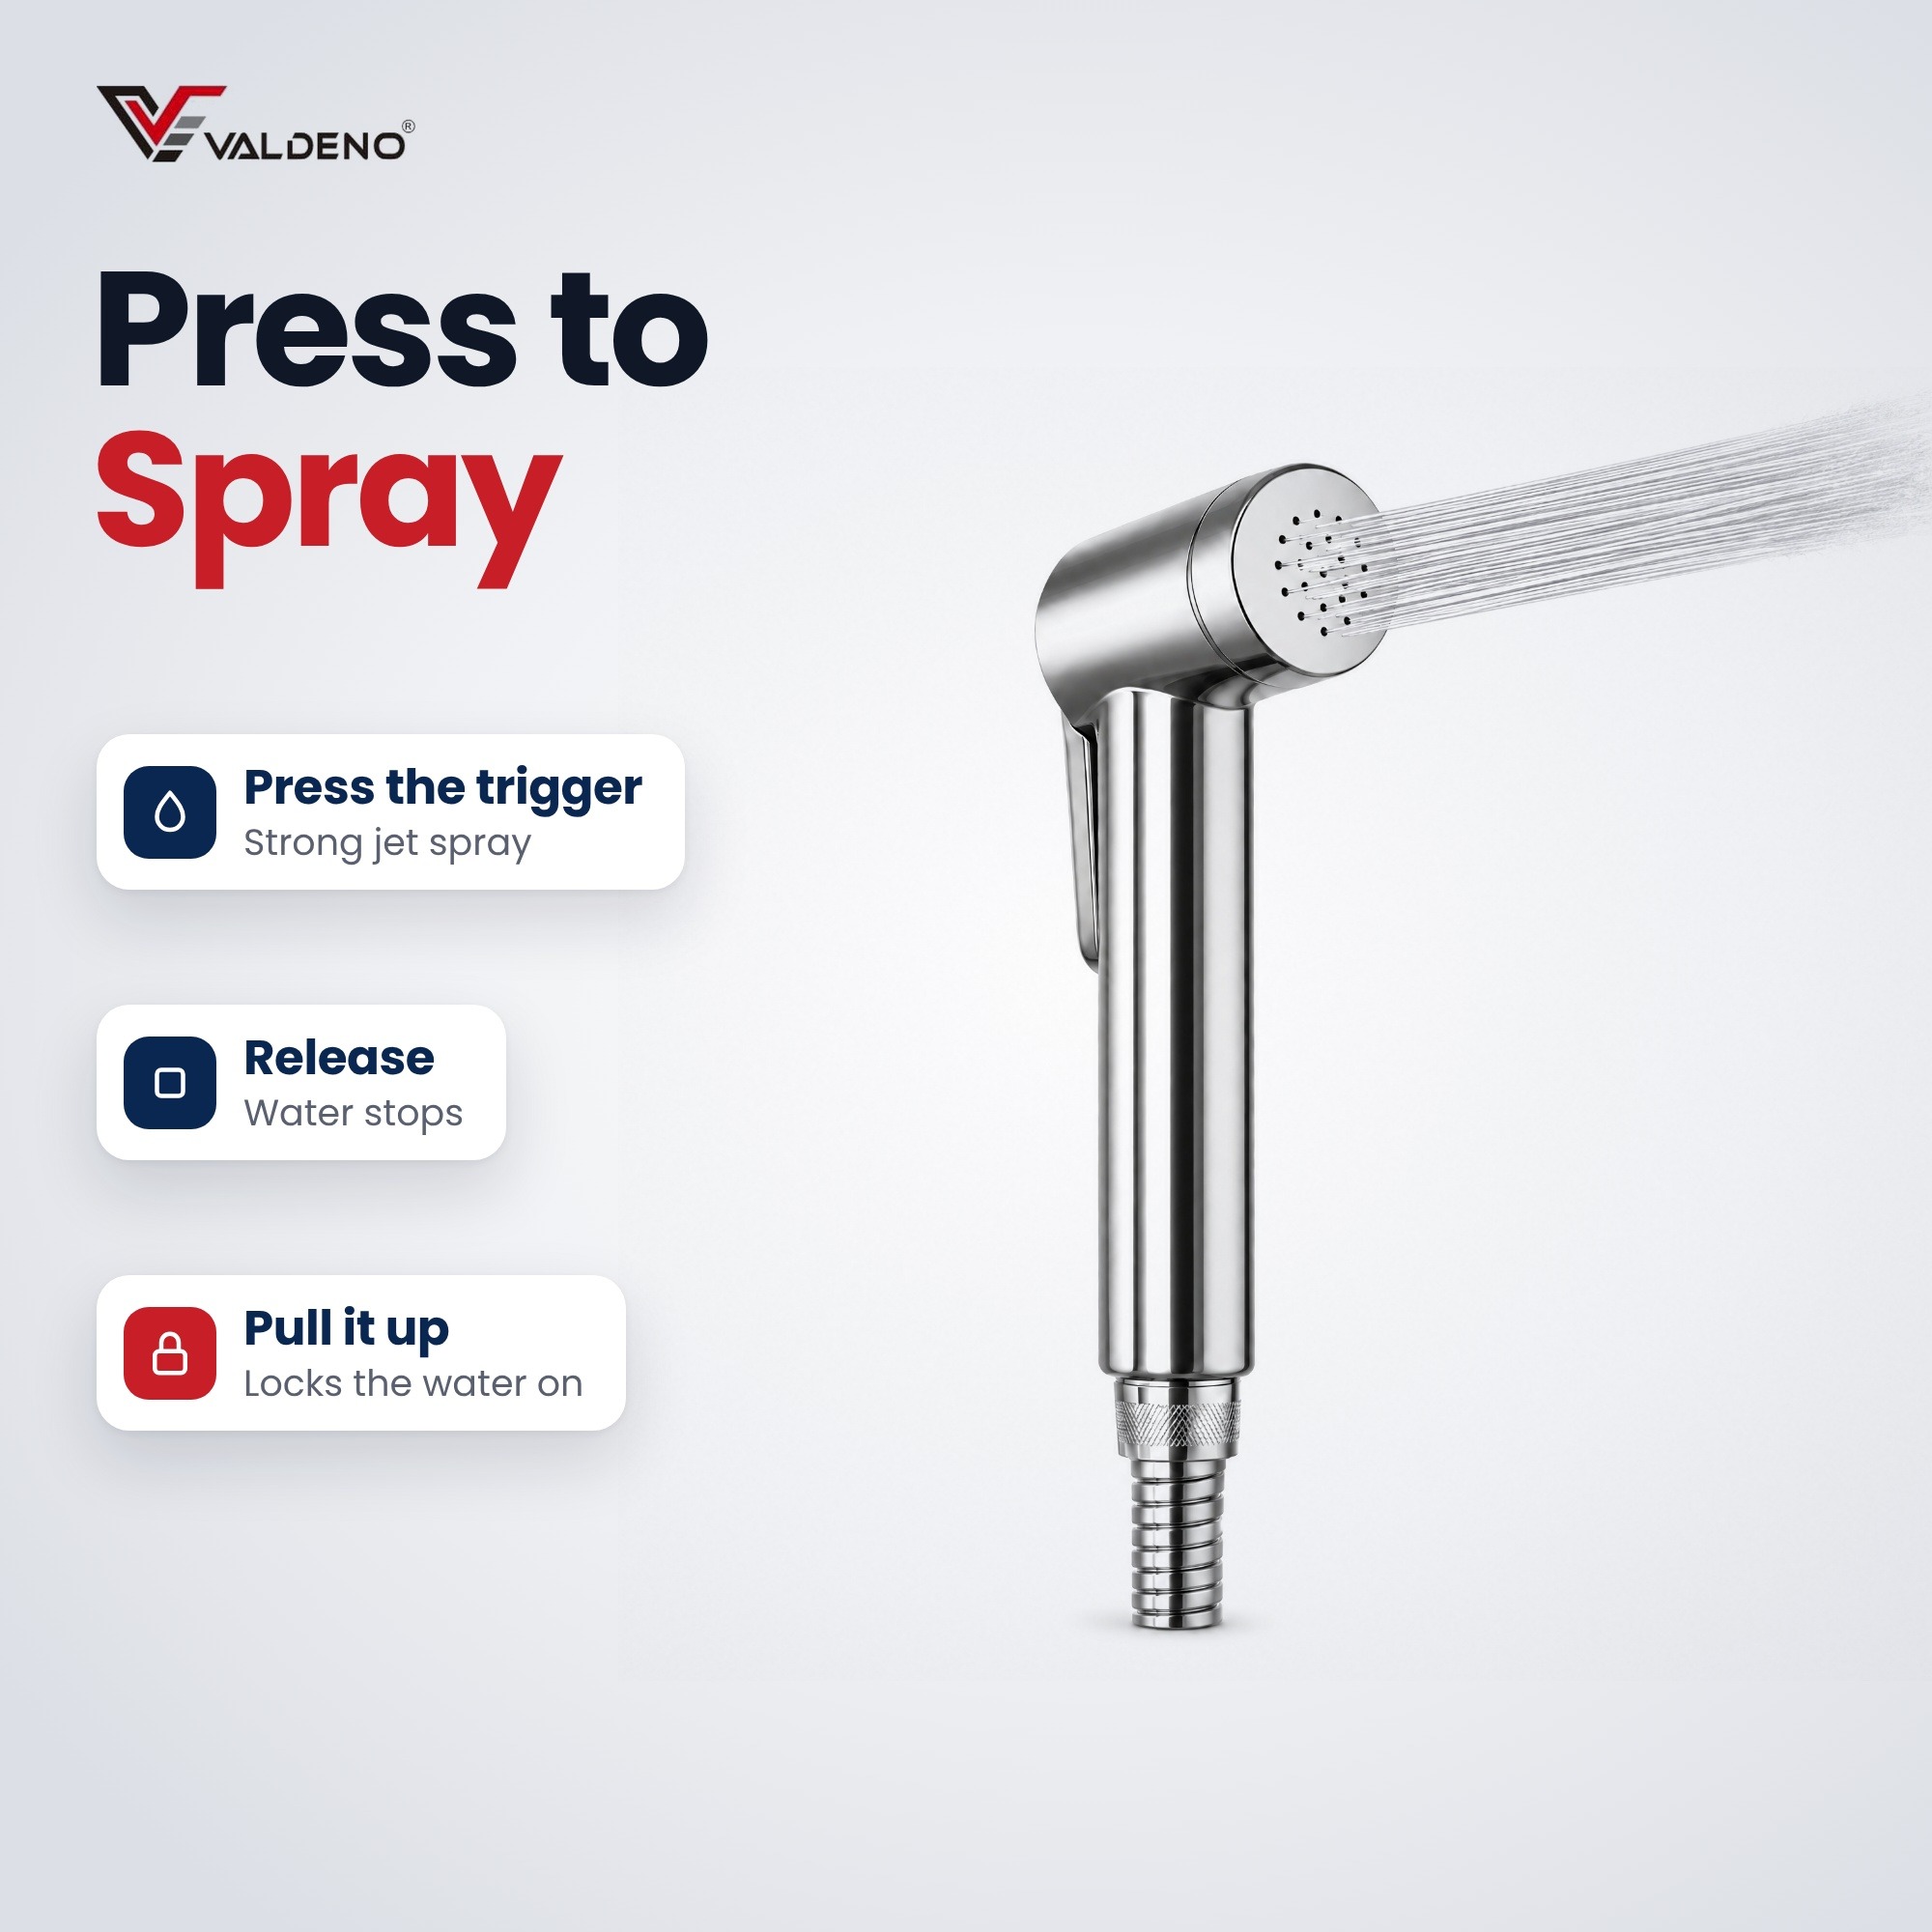 VALDENO®
Press to
Spray
Press the trigger
Strong jet spray
Release
Water stops
Pull it up
Locks the water on